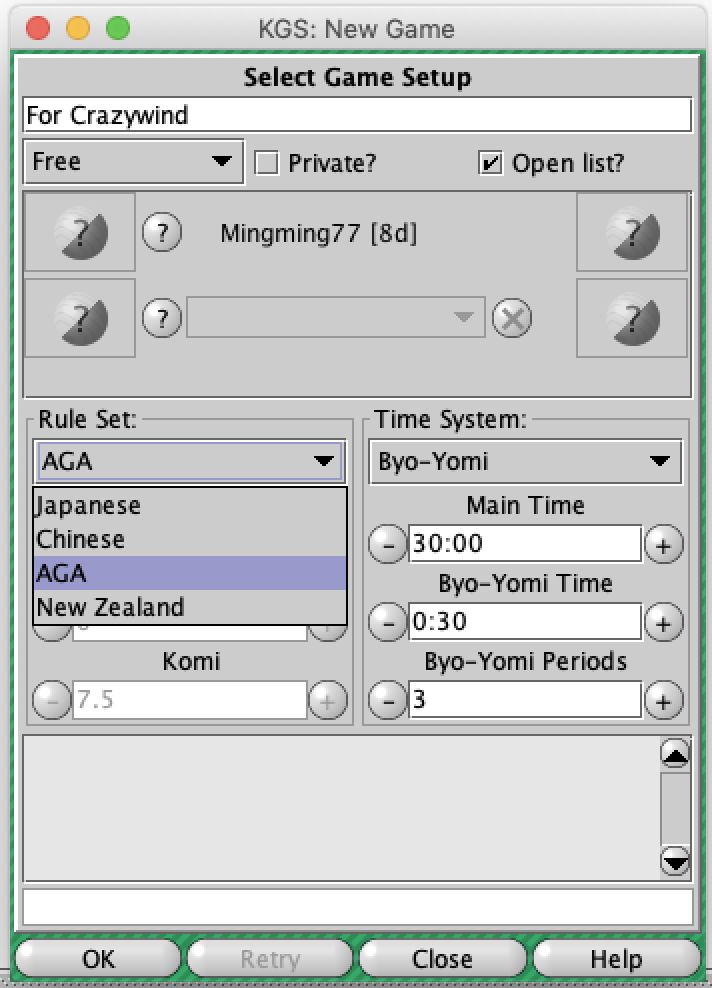 KGS: New Game
Select Game Setup
For Crazywind
Free Private? Open list?
? ? Mingming77 [8d] ?
? ? ?
Rule Set: Time System:
AGA Byo-Yomi
Japanese Main Time
Chinese - 30:00 +
AGA Byo-Yomi Time
New Zealand - 0:30 +
Komi Byo-Yomi Periods
- 7.5 + - 3 +
OK Retry Close Help